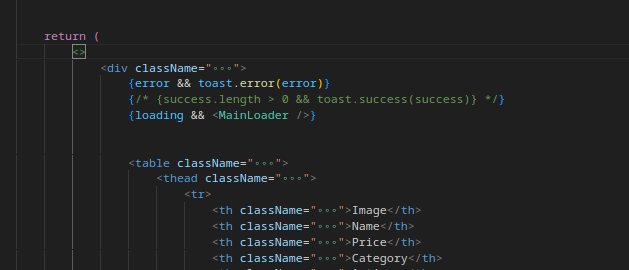 return (
<>
<div className="∘∘∘">
{error && toast.error(error)}
{/* {success.length > 0 && toast.success(success)} */}
{loading && <MainLoader />}
<table className="∘∘∘">
<thead className="∘∘∘">
<tr>
<th className="∘∘∘">Image</th>
<th className="∘∘∘">Name</th>
<th className="∘∘∘">Price</th>
<th className="∘∘∘">Category</th>